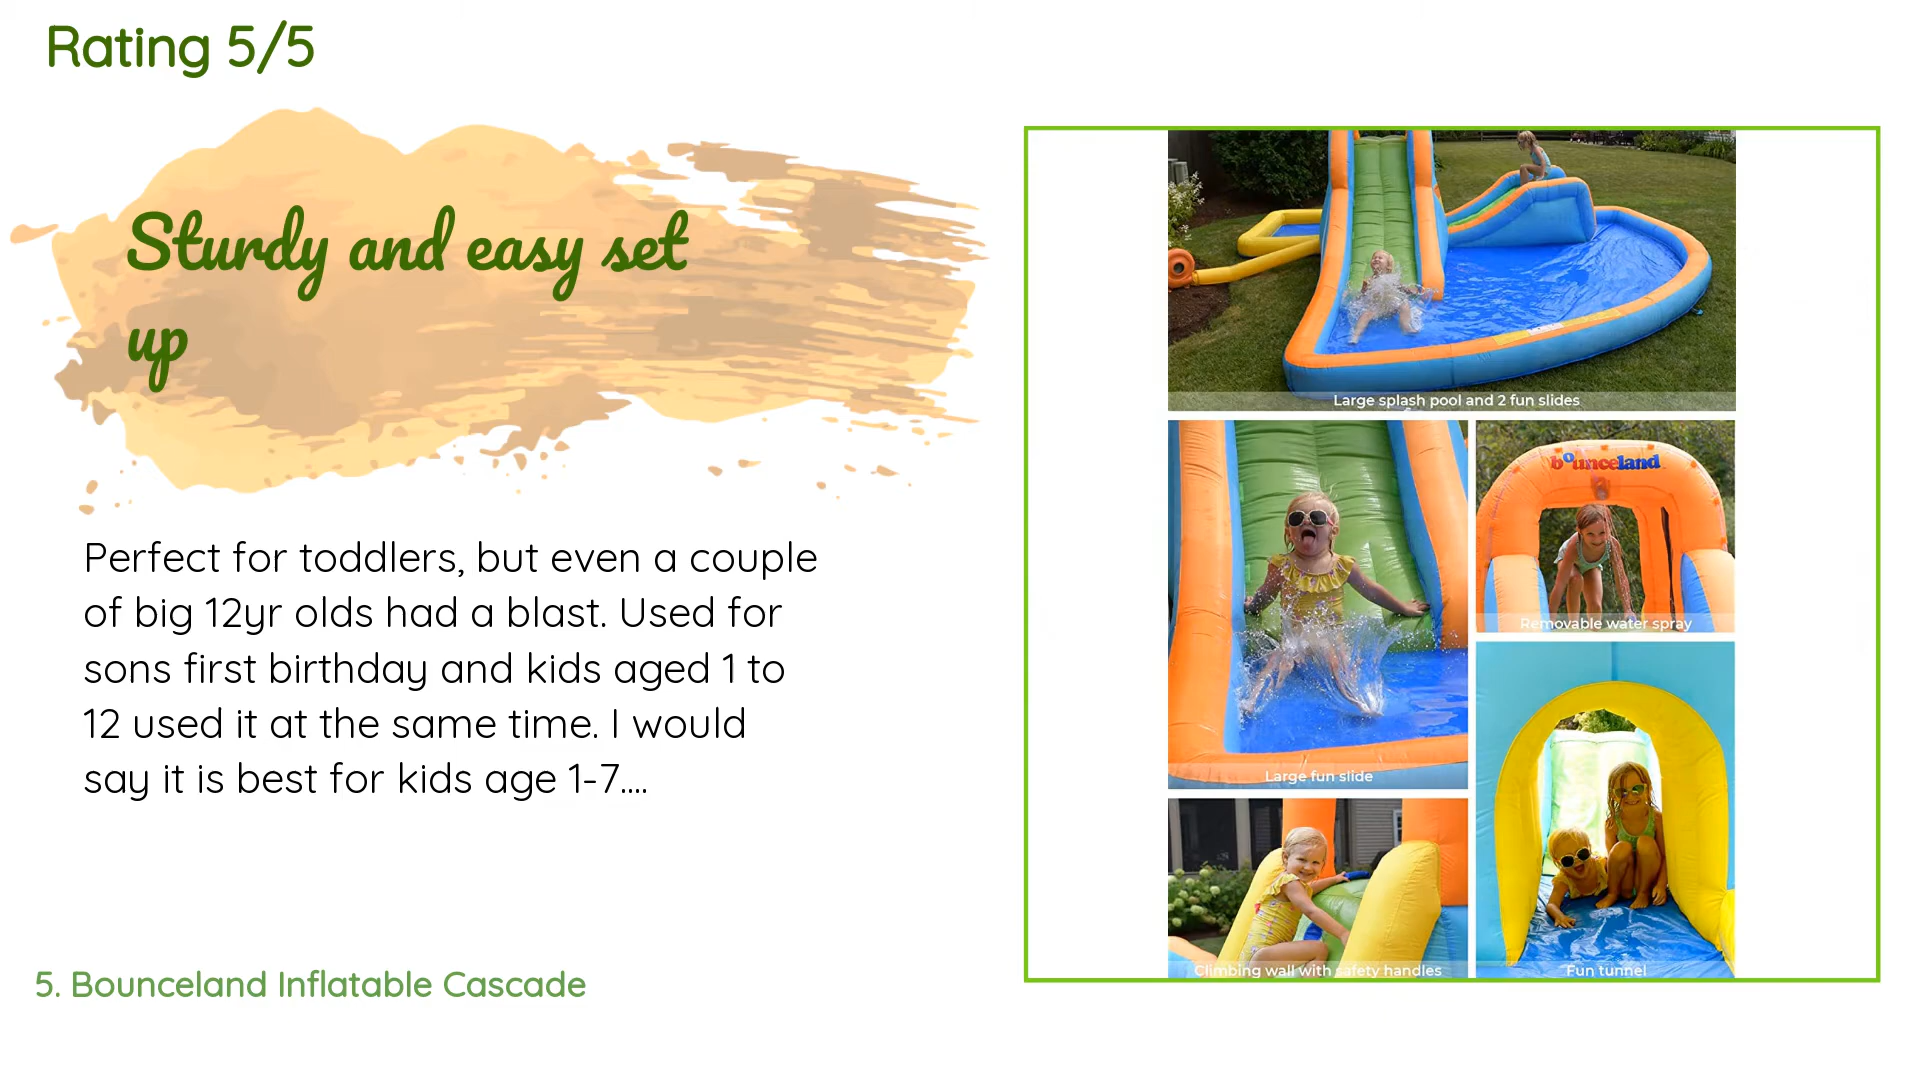 Rating 5/5
Sturdy and easy set
up
Perfect for toddlers, but even a couple
of big 12yr olds had a blast. Used for
sons first birthday and kids aged 1 to
12 used it at the same time. I would
say it is best for kids age 1-7....
5. Bounceland Inflatable Cascade
Large splash pool and 2 fun slides
bounceland
Removable water spray
Large fun slide
Climbing wall with safety handles
Fun tunnel